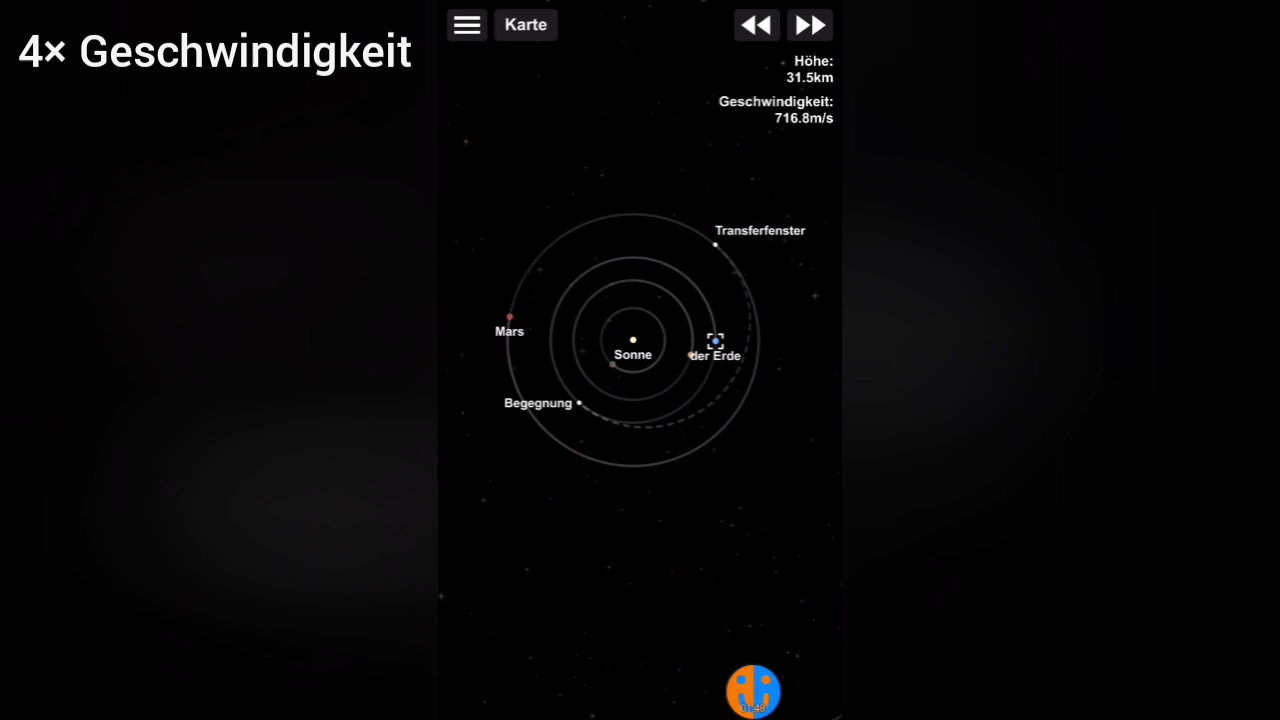 4× Geschwindigkeit
Karte
Höhe:
31.5km
Geschwindigkeit:
716.8m/s
Transferfenster
Mars
Sonne
der Erde
Begegnung